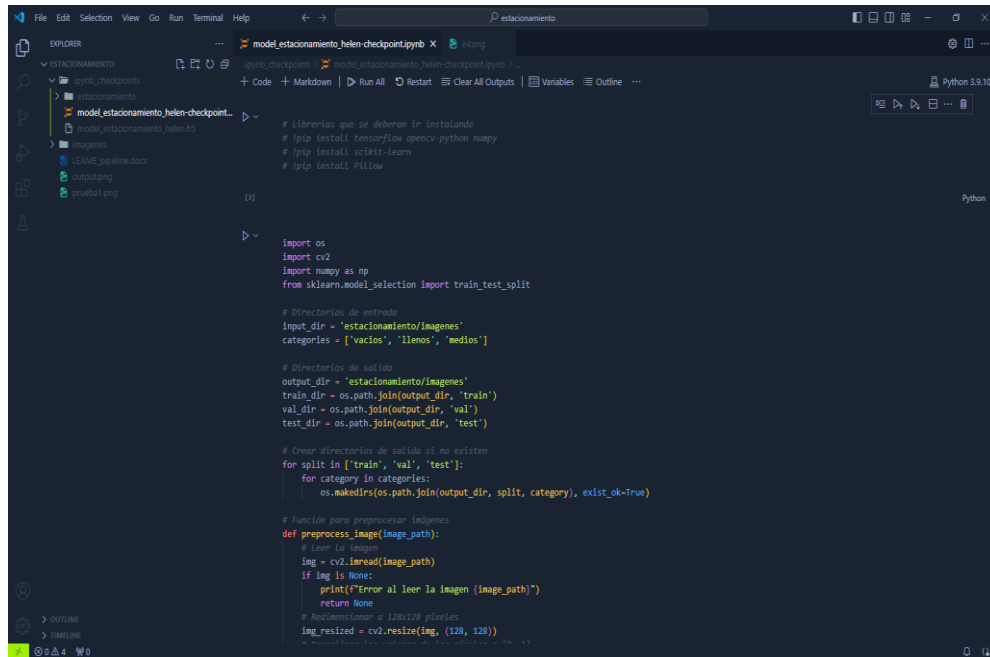 File Edit Selection View Go Run Terminal Help
estacionamiento
EXPLORER
ESTACIONAMIENTO
.ipynb_checkpoints
estacionamiento
model_estacionamiento_helen-checkpoint...
model_estacionamiento_helen.h5
imagenes
LEAME_pipeline.docx
output.png
prueba1.png
OUTLINE
TIMELINE
model_estacionamiento_helen-checkpoint.ipynb
e4.png
.ipynb_checkpoints > model_estacionamiento_helen-checkpoint.ipynb > ...
+ Code + Markdown Run All Restart Clear All Outputs Variables Outline ...
Python 3.9.10
# librerias que se deberan ir instalando
# !pip install tensorflow opencv-python numpy
# !pip install scikit-learn
# !pip install Pillow
Python
import os
import cv2
import numpy as np
from sklearn.model_selection import train_test_split
# Directorios de entrada
input_dir = 'estacionamiento/imagenes'
categories = ['vacios', 'llenos', 'medios']
# Directorios de salida
output_dir = 'estacionamiento/imagenes'
train_dir = os.path.join(output_dir, 'train')
val_dir = os.path.join(output_dir, 'val')
test_dir = os.path.join(output_dir, 'test')
# Crear directorios de salida si no existen
for split in ['train', 'val', 'test']:
for category in categories:
os.makedirs(os.path.join(output_dir, split, category), exist_ok=True)
# Función para preprocesar imágenes
def preprocess_image(image_path):
# Leer la imagen
img = cv2.imread(image_path)
if img is None:
print(f"Error al leer la imagen {image_path}")
return None
# Redimensionar a 128x128 píxeles
img_resized = cv2.resize(img, (128, 128))
0 4 0